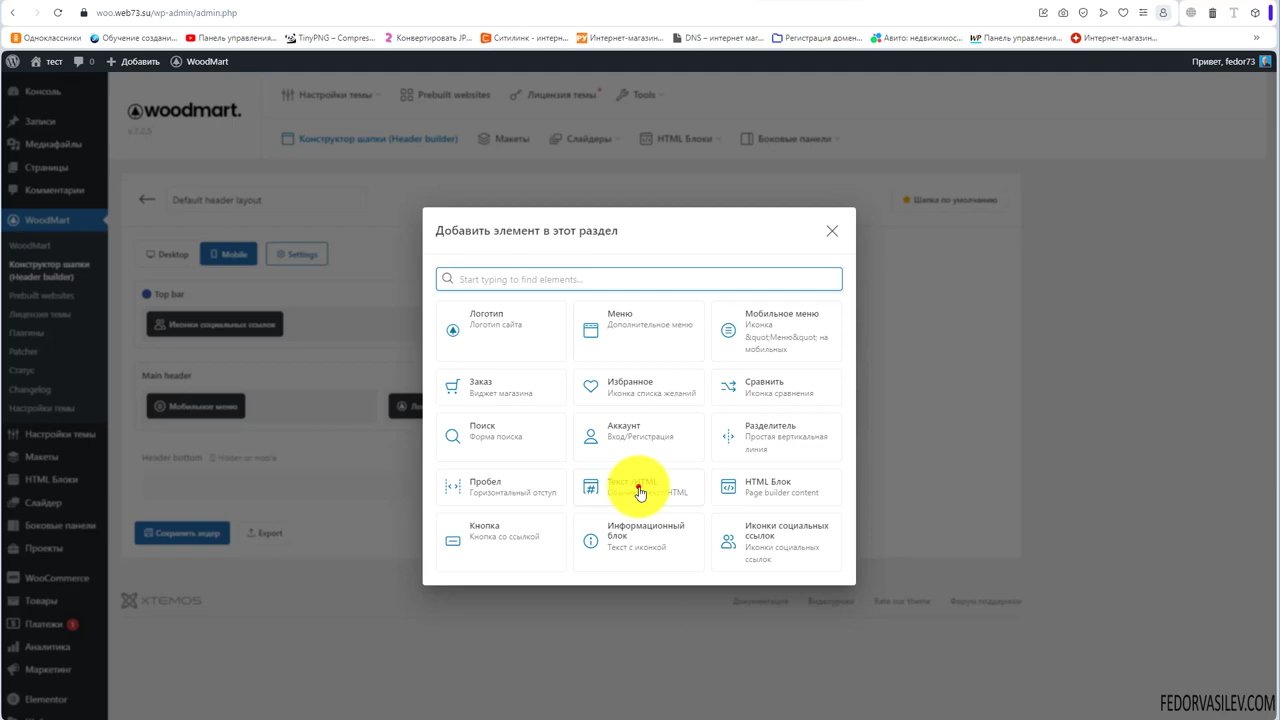 woo.web73.su/wp-admin/admin.php
Одноклассники
Обучение создани...
Панель управления...
TinyPNG – Compres...
Конвертировать JP...
Ситилинк - интерн...
Интернет-магазин...
DNS – интернет маг...
Регистрация домен...
Авито: недвижимос...
Панель управления...
Интернет-магазин...
тест
0
Добавить
WoodMart
Привет, fedor73
Консоль
Записи
Медиафайлы
Страницы
Комментарии
WoodMart
WoodMart
Конструктор шапки
(Header builder)
Prebuilt websites
Лицензия темы
Плагины
Patcher
Статус
Changelog
Настройки темы
Настройки темы
Макеты
HTML Блоки
Слайдер
Боковые панели
Проекты
WooCommerce
Товары
Платежи 1
Аналитика
Маркетинг
Elementor
woodmart.
v.7.2.5
Настройки темы
Prebuilt websites
Лицензия темы
Tools
Конструктор шапки (Header builder)
Макеты
Слайдеры
HTML Блоки
Боковые панели
Default header layout
Шапка по умолчанию
Desktop
Mobile
Settings
Top bar
Иконки социальных ссылок
Main header
Мобильное меню
Ло
Header bottom
Hidden on mobile
Сохранить хедер
Export
XTEMOS
Документация
Видеоуроки
Rate our theme
Форум поддержки
Добавить элемент в этот раздел
Start typing to find elements...
Логотип
Логотип сайта
Меню
Дополнительное меню
Мобильное меню
Иконка
&quot;Меню&quot; на
мобильных
Заказ
Виджет магазина
Избранное
Иконка списка желаний
Сравнить
Иконка сравнения
Поиск
Форма поиска
Аккаунт
Вход/Регистрация
Разделитель
Простая вертикальная
линия
Пробел
Горизонтальный отступ
Текст /HTML
HTML
HTML Блок
Page builder content
Кнопка
Кнопка со ссылкой
Информационный
блок
Текст с иконкой
Иконки социальных
ссылок
Иконки социальных
ссылок
FEDORVASILEV.COM